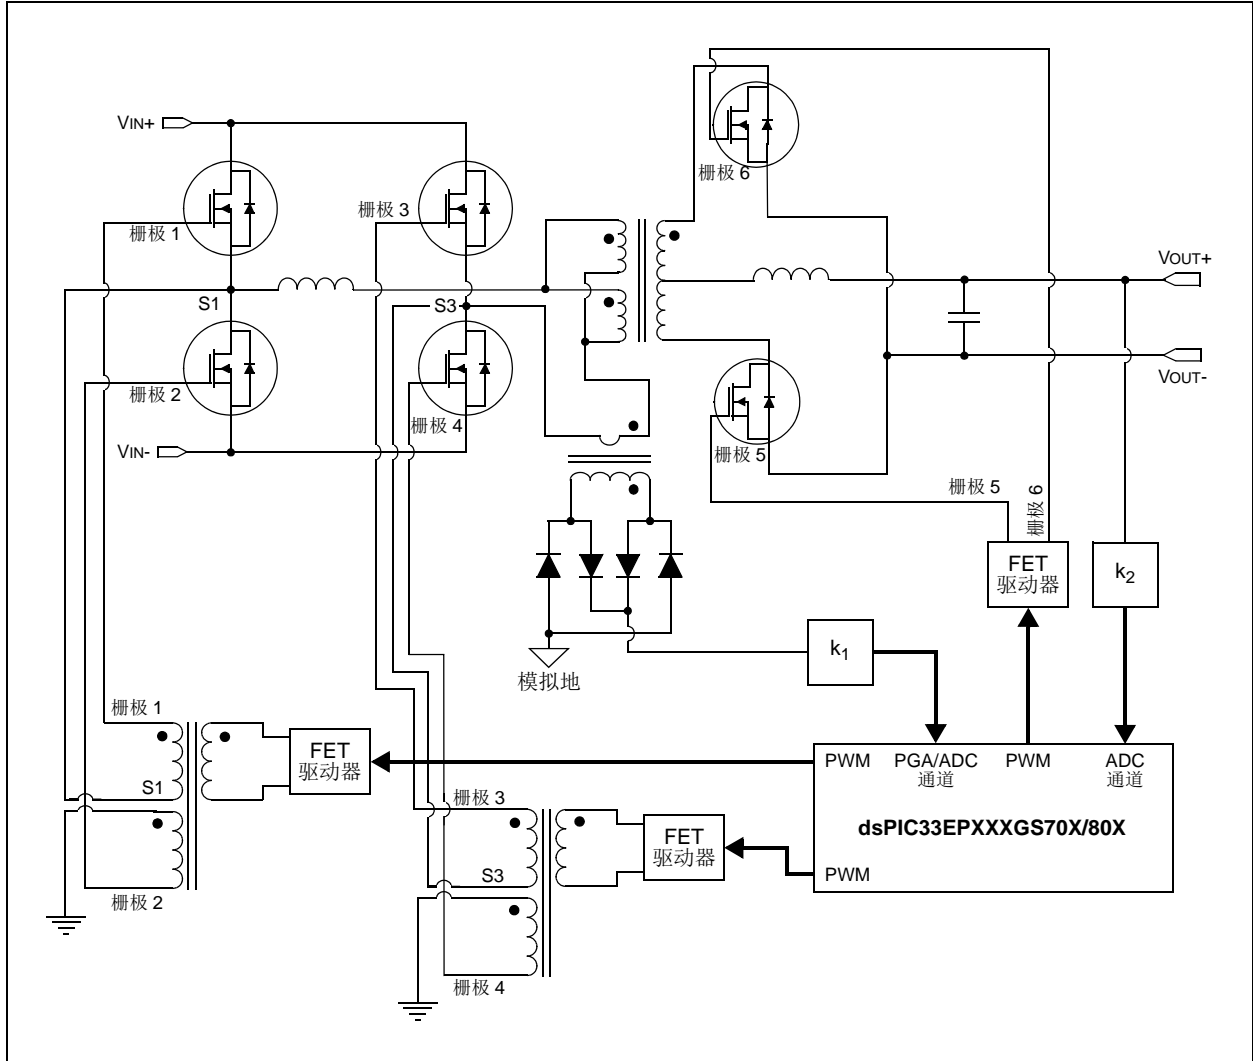 VIN+
栅极 1
栅极 3
栅极 6
S1
S3
VOUT+
VOUT-
栅极 2
栅极 4
VIN-
栅极 5
栅极 5
栅极 6
FET
驱动器
k2
模拟地
k1
栅极 1
S1
栅极 2
FET
驱动器
栅极 3
S3
栅极 4
FET
驱动器
PWM
PGA/ADC
通道
PWM
ADC
通道
dsPIC33EPXXXGS70X/80X
PWM